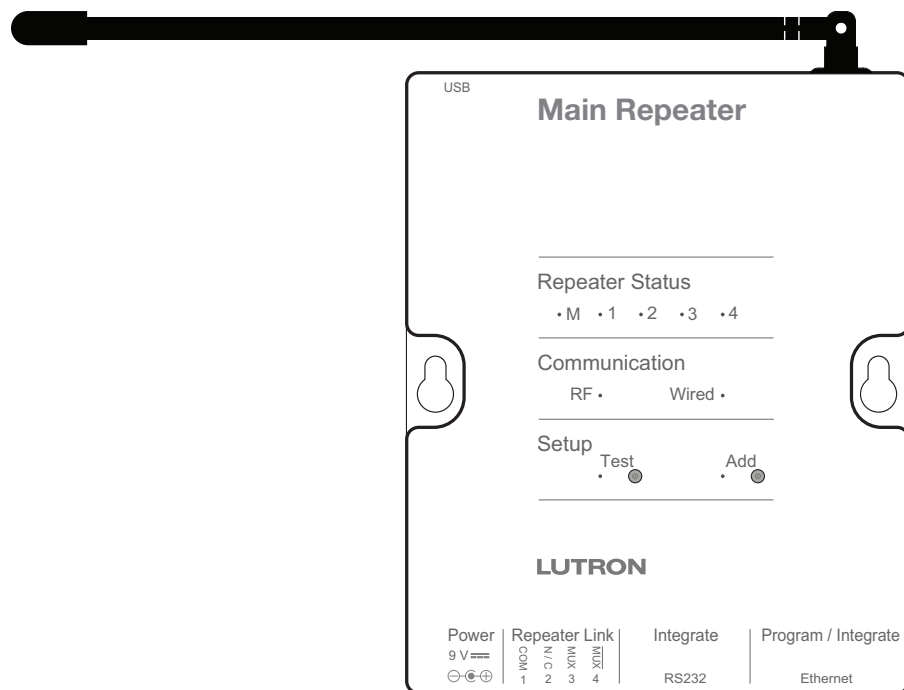 USB
Main Repeater
Repeater Status
M 1 2 3 4
Communication
RF Wired
Setup
Test Add
LUTRON
Power Repeater Link Integrate Program / Integrate
9 V
COM N / C MUX MUX
1 2 3 4 RS232 Ethernet